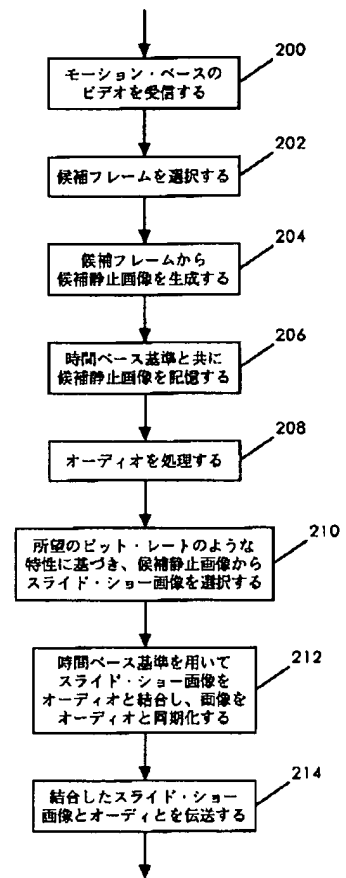 200
モーション・ベースの
ビデオを受信する
202
候補フレームを選択する
204
候補フレームから
候補静止画像を生成する
206
時間ベース基準と共に
候補静止画像を記憶する
208
オーディオを処理する
210
所望のビット・レートのような
特性に基づき、候補静止画像から
スライド・ショー画像を選択する
212
時間ベース基準を用いて
スライド・ショー画像を
オーディオと結合し、画像を
オーディオと同期化する
214
結合したスライド・ショー
画像とオーディとを伝送する